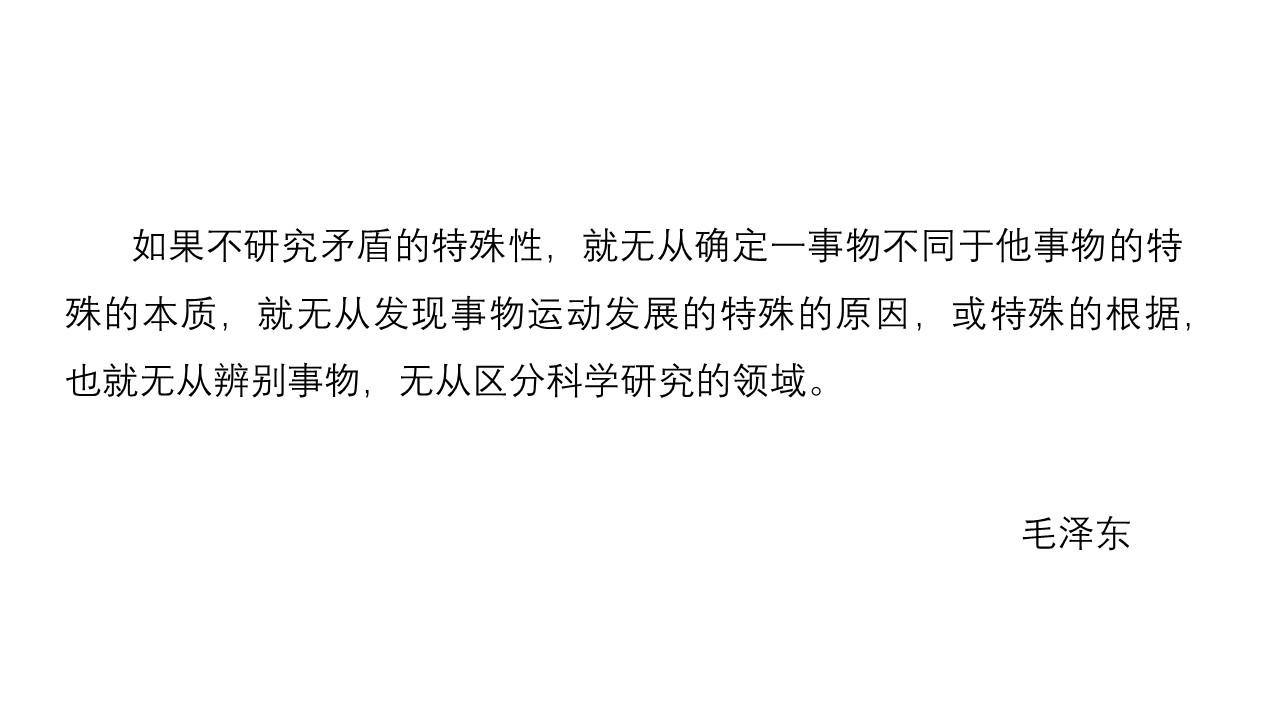 如果不研究矛盾的特殊性，就无从确定一事物不同于他事物的特
殊的本质，就无从发现事物运动发展的特殊的原因，或特殊的根据，
也就无从辨别事物，无从区分科学研究的领域。
毛泽东